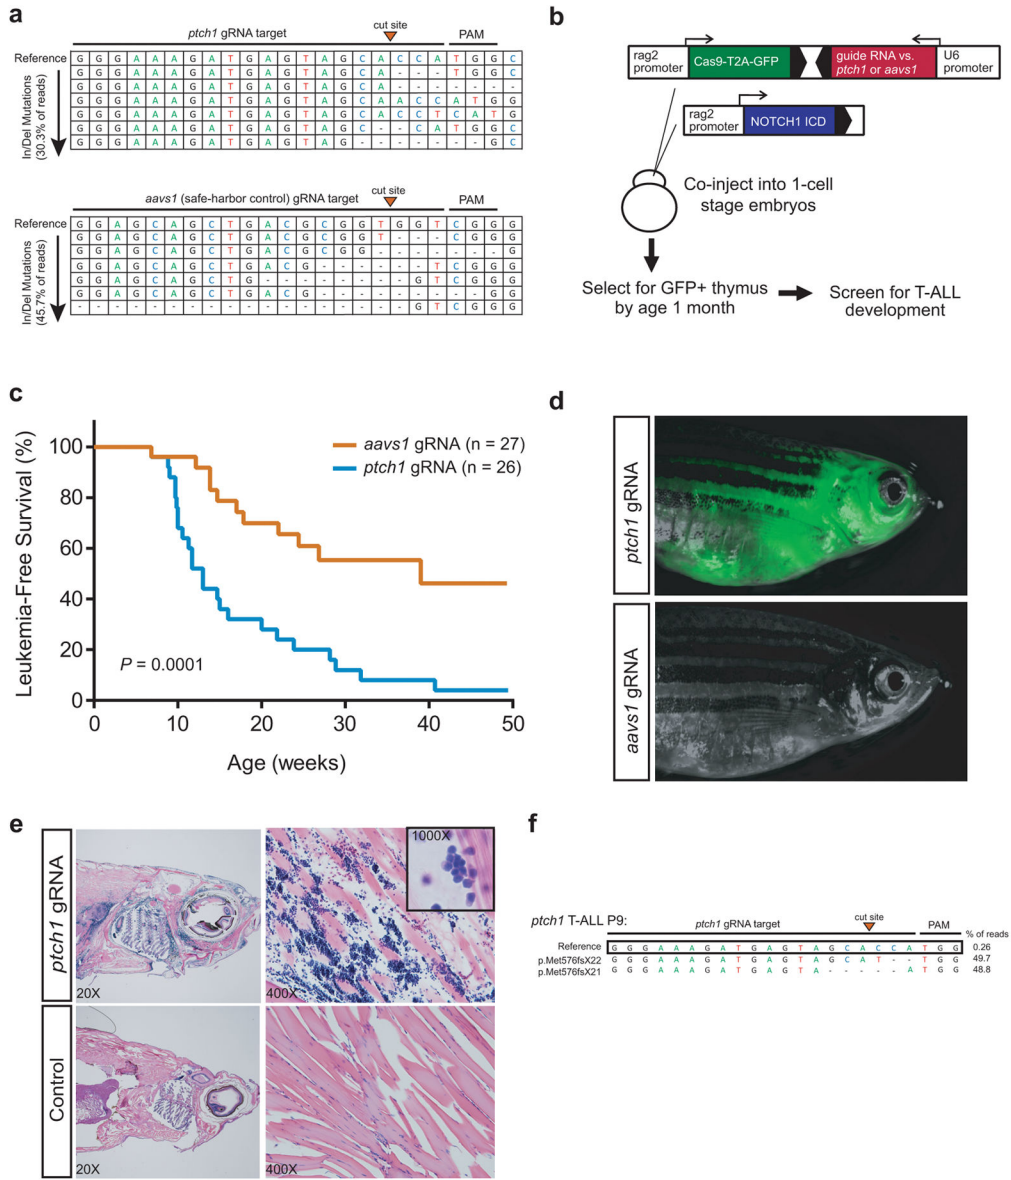 a
ptch1 gRNA target
cut site
PAM
Reference G G G A A A G A T G A G T A G C A C C A T G G C
G G G A A A G A T G A G T A G C A - - - T G G C
G G G A A A G A T G A G T A G C A - - - - - - -
G G G A A A G A T G A G T A G C A A C C A T G G
G G G A A A G A T G A G T A G C A C C T C A T G
G G G A A A G A T G A G T A G C - - C A T G G C
G G G A A A G A T G A G T A G - - - - - - - G C
In/Del Mutations
(30.3% of reads)
aavs1 (safe-harbor control) gRNA target
cut site
PAM
Reference G G A G C A G C T G A C G C G G T G G T C G G G
G G A G C A G C T G A C G C G G T - - - C G G G
G G A G C A G C T G A C G C G G - - - - - - - G
G G A G C A G C T G A C G - - - - - - T C G G G
G G A G C A G C T G - - - - - - - - G T C G G G
G G A G C A G C T G A C G - - - - - - - - - G G
- - - - - - - - - - - - - - - - - - G T C G G G
In/Del Mutations
(45.7% of reads)
b
rag2
promoter
Cas9-T2A-GFP
guide RNA vs.
ptch1 or aavs1
U6
promoter
rag2
promoter
NOTCH1 ICD
Co-inject into 1-cell
stage embryos
Select for GFP+ thymus
by age 1 month
Screen for T-ALL
development
c
Leukemia-Free Survival (%)
100
80
60
40
20
0
aavs1 gRNA (n = 27)
ptch1 gRNA (n = 26)
P = 0.0001
0 10 20 30 40 50
Age (weeks)
d
ptch1 gRNA
aavs1 gRNA
e
ptch1 gRNA
20X
400X
1000X
Control
20X
400X
f
ptch1 T-ALL P9:
ptch1 gRNA target
cut site
PAM
% of reads
Reference G G G A A A G A T G A G T A G C A C C A T G G 0.26
p.Met576fsX22 G G G A A A G A T G A G T A G C A T - A T G G 49.7
p.Met576fsX21 G G G A A A G A T G A G T A - - - - - A T G G 48.8